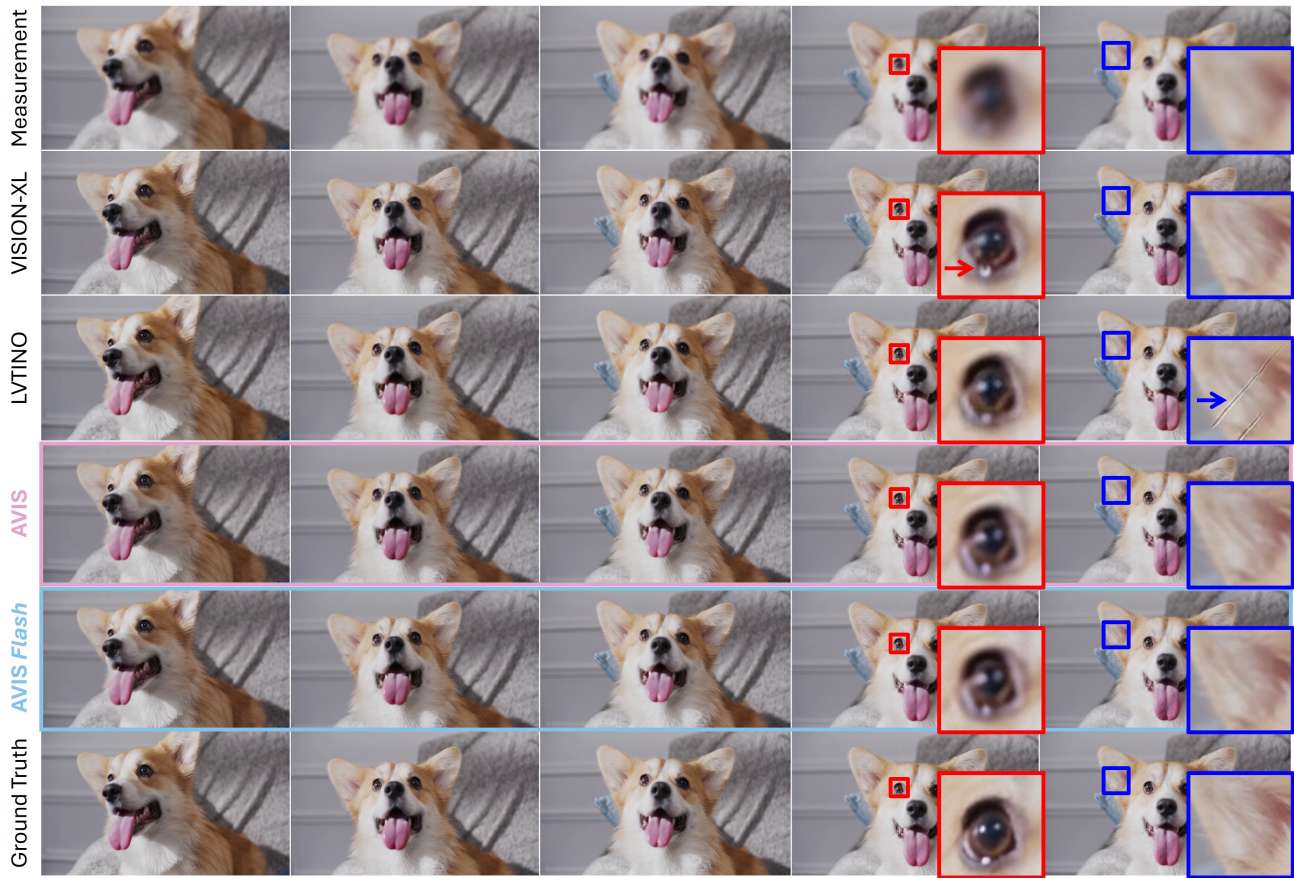 Measurement
VISION-XL
LVTINO
AVIS
AVIS Flash
Ground Truth